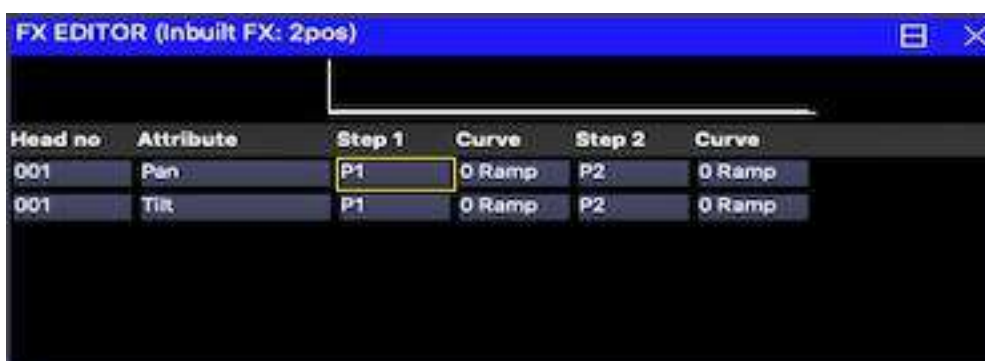 FX EDITOR (Inbuilt FX: 2pos)
Head no Attribute Step 1 Curve Step 2 Curve
001 Pan P1 0 Ramp P2 0 Ramp
001 Tilt P1 0 Ramp P2 0 Ramp